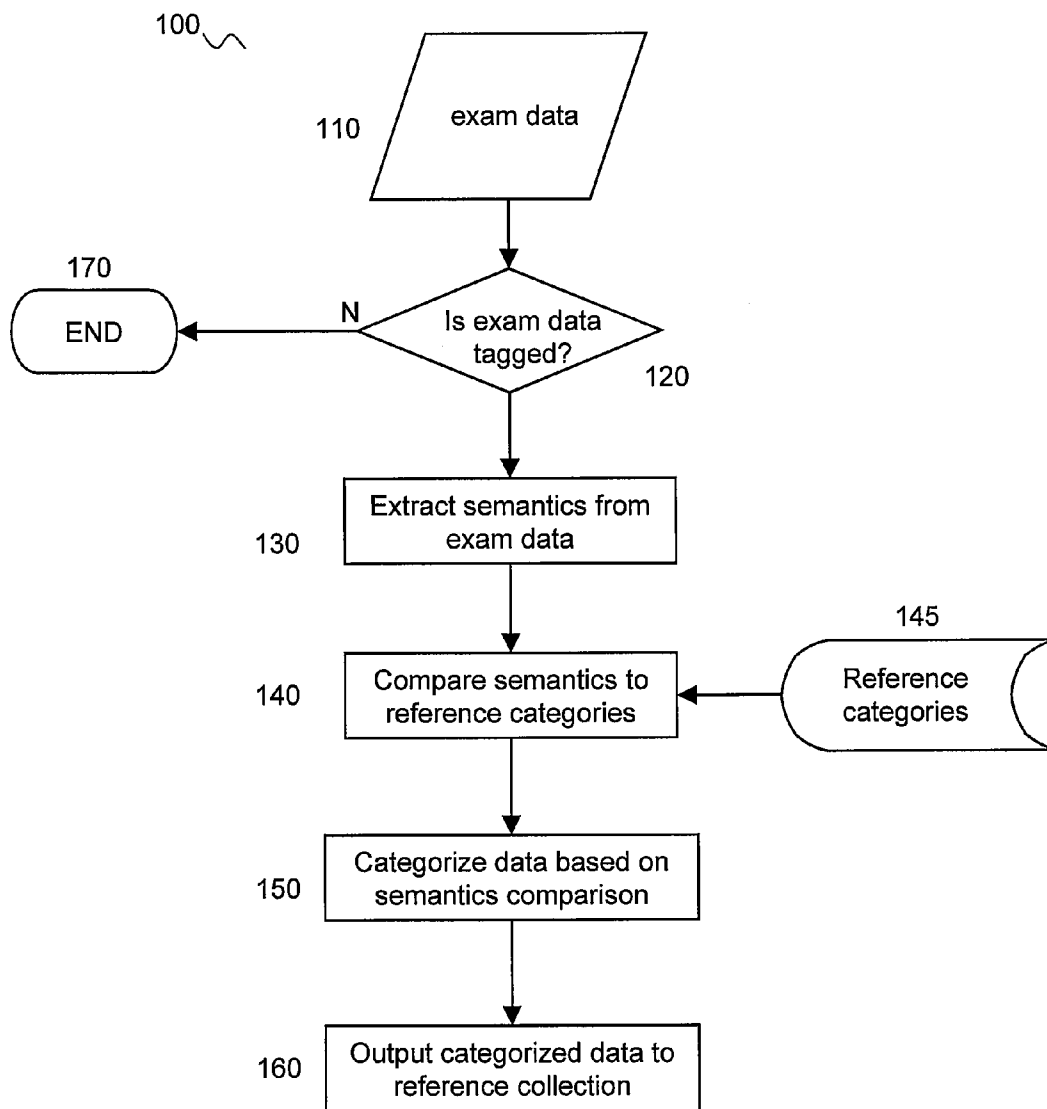 100
exam data
110
170
END
N
Is exam data
tagged?
120
Extract semantics from
exam data
130
145
Compare semantics to
reference categories
140
Reference
categories
Categorize data based on
semantics comparison
150
Output categorized data to
reference collection
160